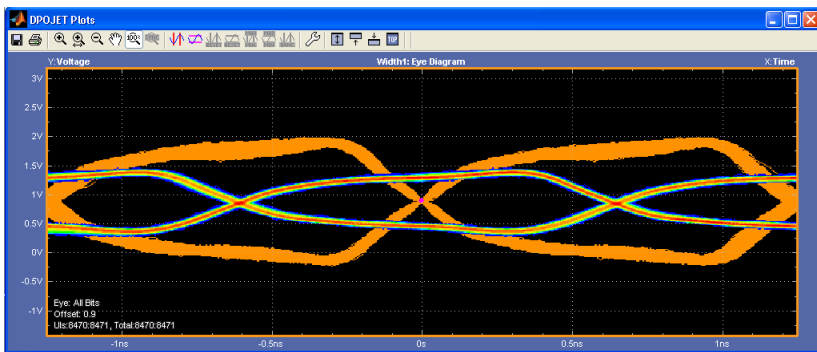 DPOJET Plots
Y:Voltage
Width1: Eye Diagram
X:Time
3V
2.5V
2V
1.5V
1V
0.5V
0V
-0.5V
-1V
Eye: All Bits
Offset: 0.9
UIs:8470:8471, Total:8470:8471
-1ns
-0.5ns
0s
0.5ns
1ns